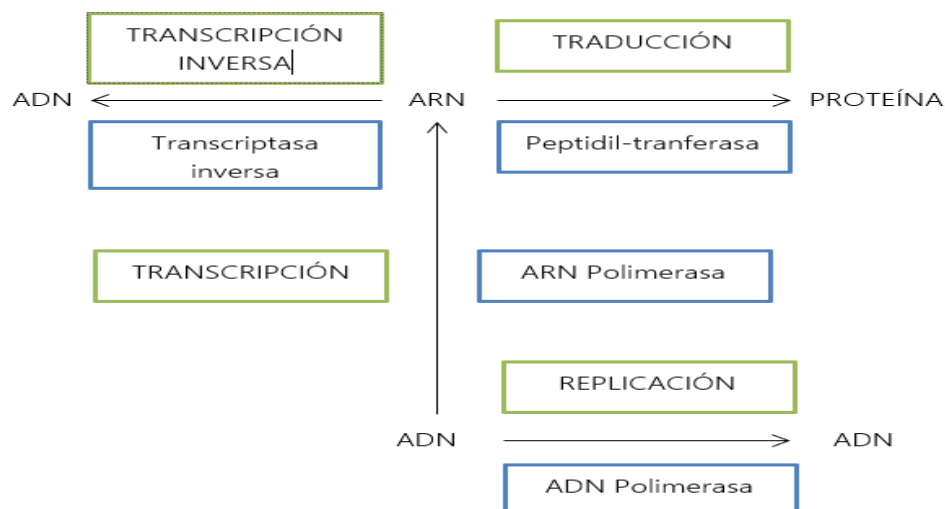 TRANSCRIPCIÓN
INVERSA
TRADUCCIÓN
ADN
ARN
PROTEÍNA
Transcriptasa
inversa
Peptidil-tranferasa
TRANSCRIPCIÓN
ARN Polimerasa
REPLICACIÓN
ADN
ADN
ADN Polimerasa